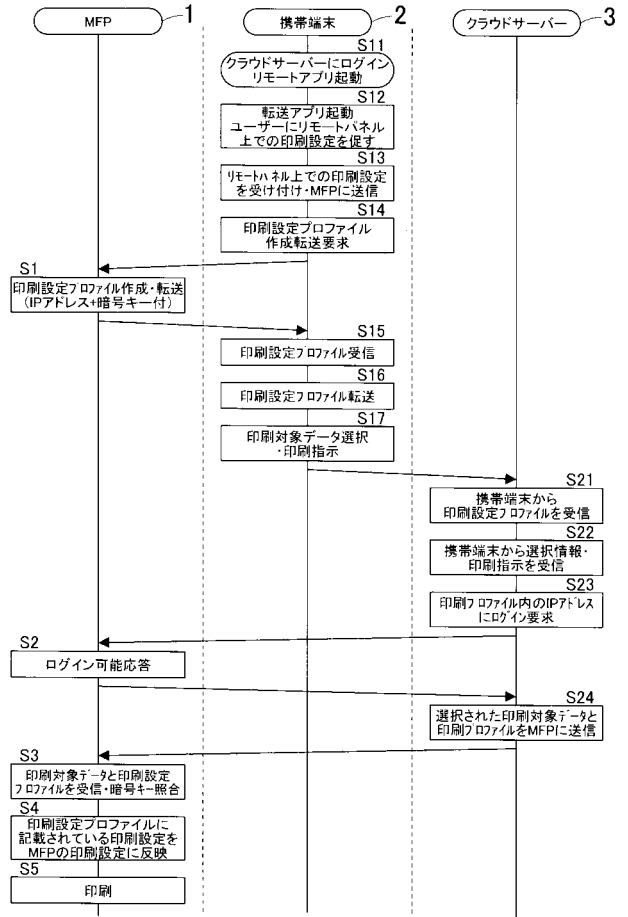 MFP
1
携帯端末
2
クラウドサーバー
3
S11
クラウドサーバーにログイン
リモートアプリ起動
S12
転送アプリ起動
ユーザーにリモートパネル
上での印刷設定を促す
S13
リモートパネル上での印刷設定
を受け付け・MFPに送信
S14
印刷設定プロファイル
作成転送要求
S1
印刷設定プロファイル作成・転送
(IPアドレス+暗号キー付)
S15
印刷設定プロファイル受信
S16
印刷設定プロファイル転送
S17
印刷対象データ選択
・印刷指示
S21
携帯端末から
印刷設定プロファイルを受信
S22
携帯端末から選択情報・
印刷指示を受信
S23
印刷プロファイル内のIPアドレス
にログイン要求
S2
ログイン可能応答
S24
選択された印刷対象データと
印刷プロファイルをMFPに送信
S3
印刷対象データと印刷設定
プロファイルを受信・暗号キー照合
S4
印刷設定プロファイルに
記載されている印刷設定を
MFPの印刷設定に反映
S5
印刷